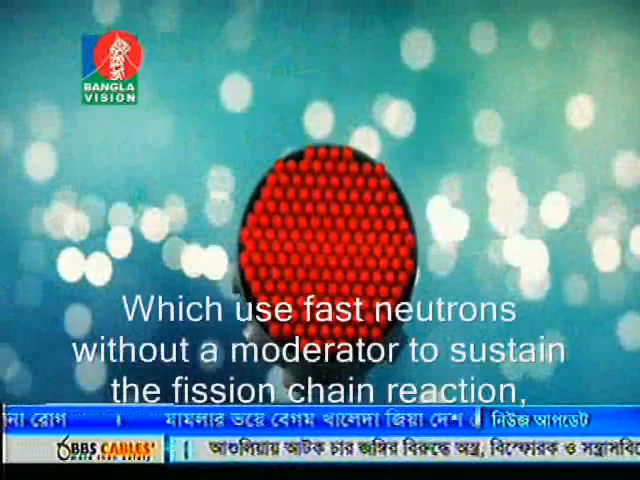 BANGLA
VISION
Which use fast neutrons
without a moderator to sustain
the fission chain reaction,
না রোগ । মামলার ভয়ে বেগম খালেদা জিয়া দেশ
নিউজ আপডেট
BBS CABLES
আশুলিয়ায় আটক চার জঙ্গির বিরুদ্ধে অস্ত্র, বিস্ফোরক ও সন্ত্রাসবি